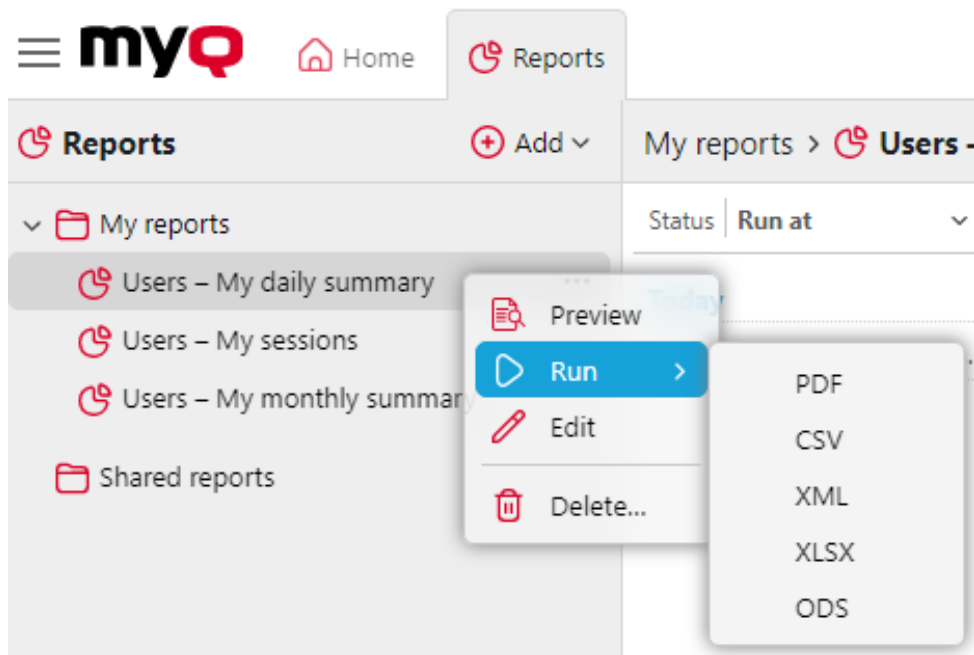 myQ Home Reports
Reports Add My reports > Users -
My reports Status Run at
Users – My daily summary
Today
Preview
Users – My sessions
Run
PDF
Users – My monthly summary
Edit
CSV
Shared reports
XML
Delete...
XLSX
ODS